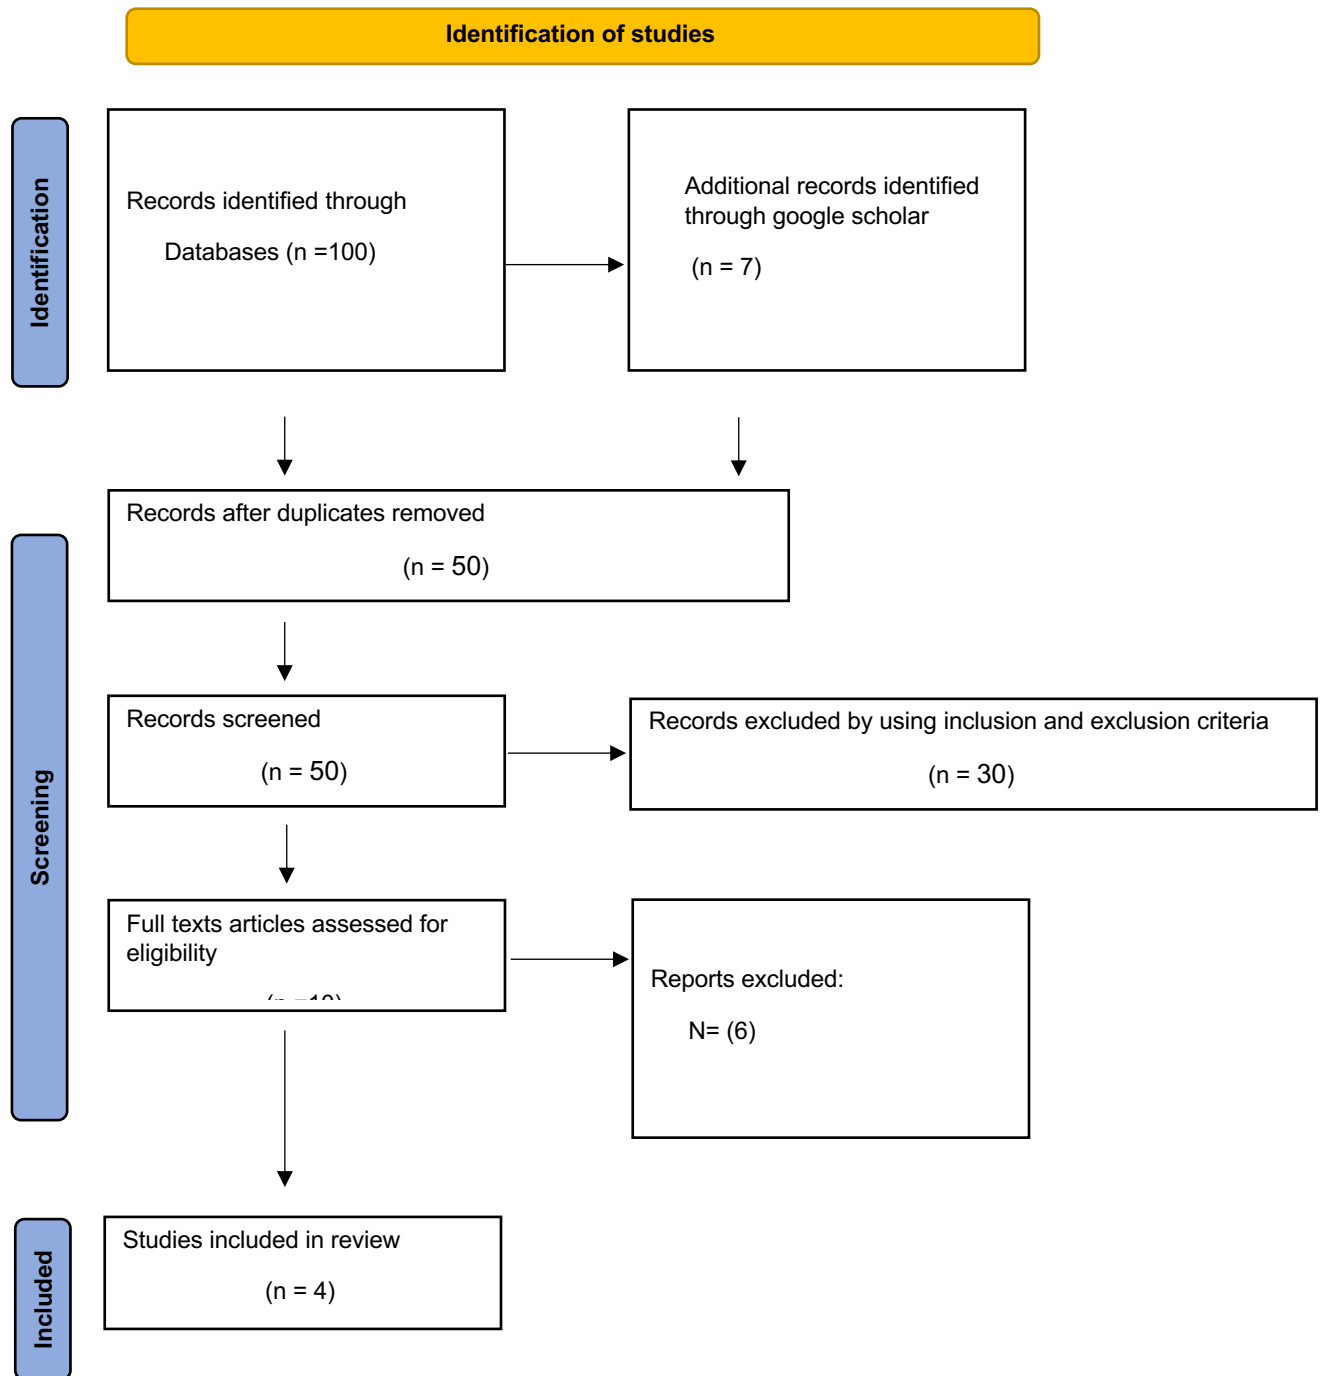 Identification of studies
Identification
Records identified through
Databases (n =100)
Additional records identified
through google scholar
(n = 7)
Records after duplicates removed
(n = 50)
Screening
Records screened
(n = 50)
Records excluded by using inclusion and exclusion criteria
(n = 30)
Full texts articles assessed for
eligibility
(n =10)
Reports excluded:
N= (6)
Included
Studies included in review
(n = 4)